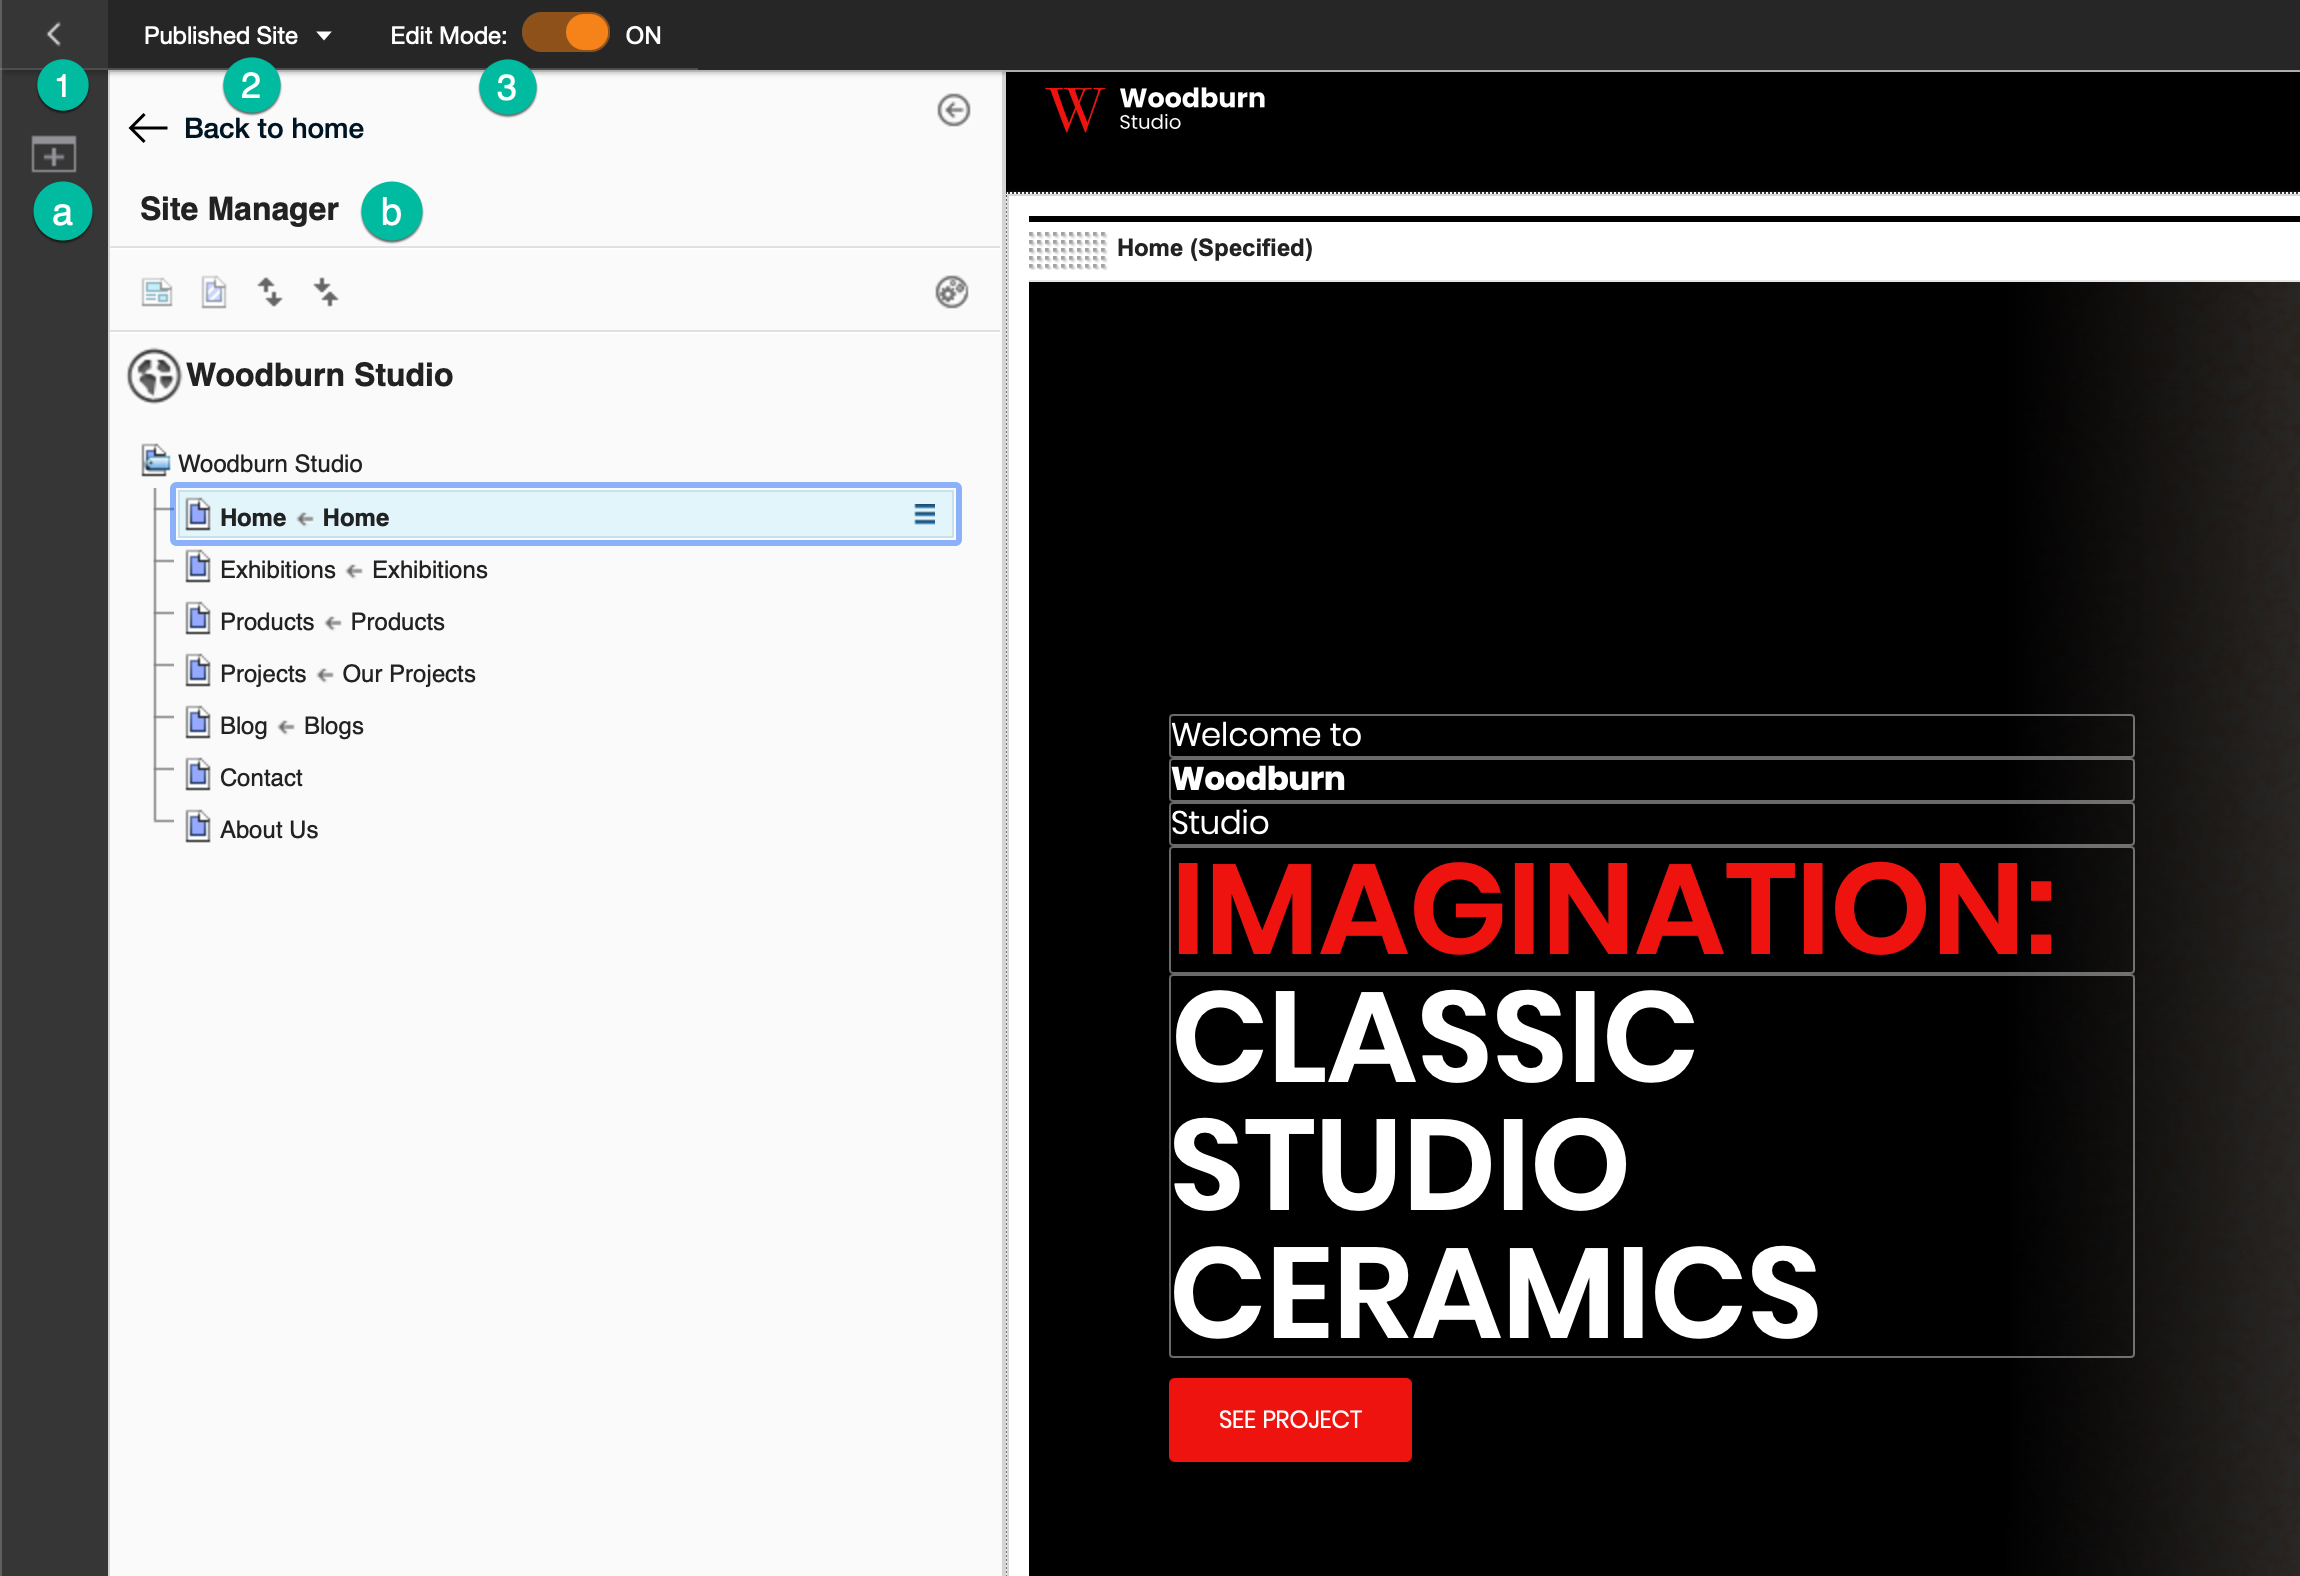 Published Site
Edit Mode:
ON
1
2
3
Back to home
a
Site Manager
b
Woodburn Studio
Woodburn Studio
Home ← Home
Exhibitions ← Exhibitions
Products ← Products
Projects ← Our Projects
Blog ← Blogs
Contact
About Us
W
Woodburn
Studio
Home (Specified)
Welcome to
Woodburn
Studio
IMAGINATION:
CLASSIC
STUDIO
CERAMICS
SEE PROJECT